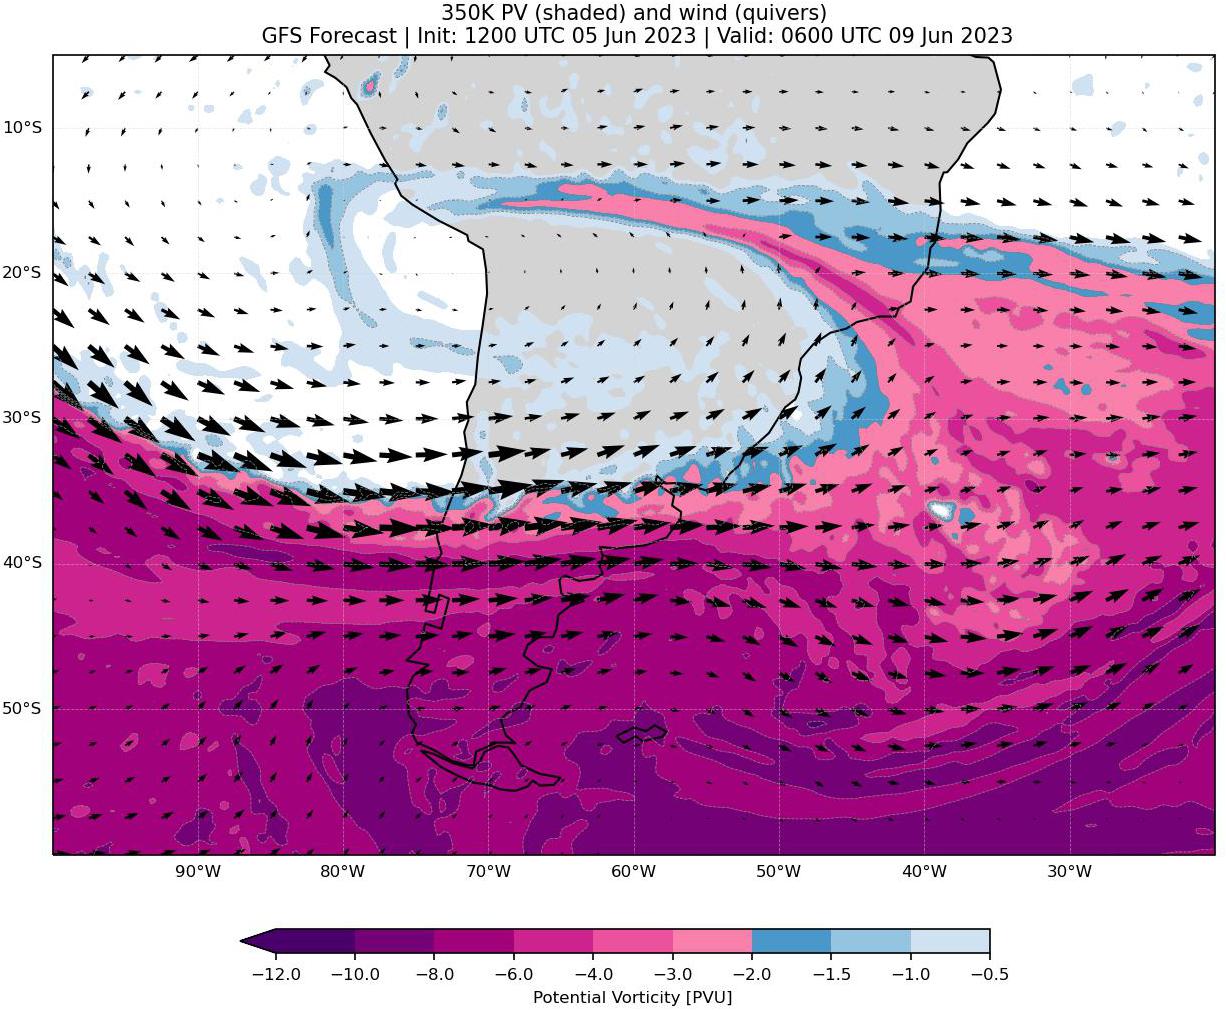 350K PV (shaded) and wind (quivers)
GFS Forecast | Init: 1200 UTC 05 Jun 2023 | Valid: 0600 UTC 09 Jun 2023
10°S
20°S
30°S
40°S
50°S
90°W 80°W 70°W 60°W 50°W 40°W 30°W
−12.0 −10.0 −8.0 −6.0 −4.0 −3.0 −2.0 −1.5 −1.0 −0.5
Potential Vorticity [PVU]